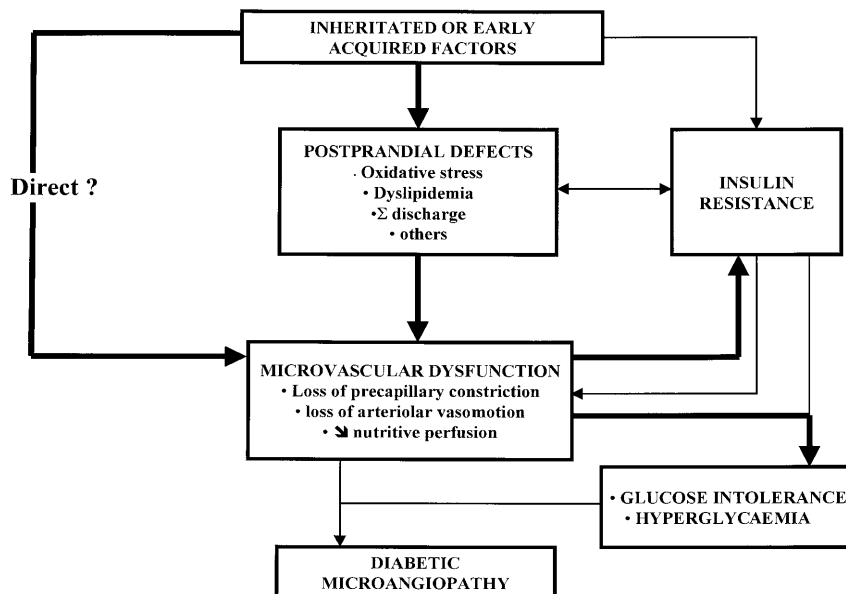 INHERITATED OR EARLY
ACQUIRED FACTORS
Direct ?
POSTPRANDIAL DEFECTS
. Oxidative stress
• Dyslipidemia
•Σ discharge
• others
INSULIN
RESISTANCE
MICROVASCULAR DYSFUNCTION
• Loss of precapillary constriction
• loss of arteriolar vasomotion
• ➘ nutritive perfusion
• GLUCOSE INTOLERANCE
• HYPERGLYCAEMIA
DIABETIC
MICROANGIOPATHY